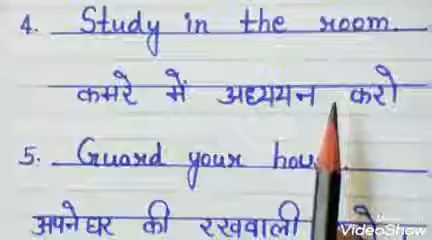 4. Study in the room.
कमरे में अध्ययन करो
5. Guard your
अपने घर की रखवाली
VideoShow